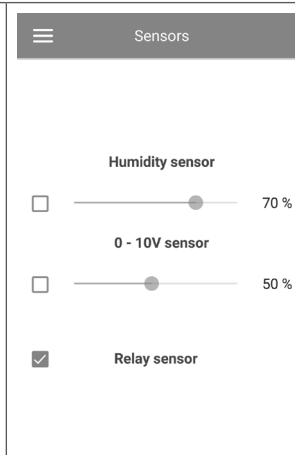 Sensors
Humidity sensor
70 %
0 - 10V sensor
50 %
Relay sensor